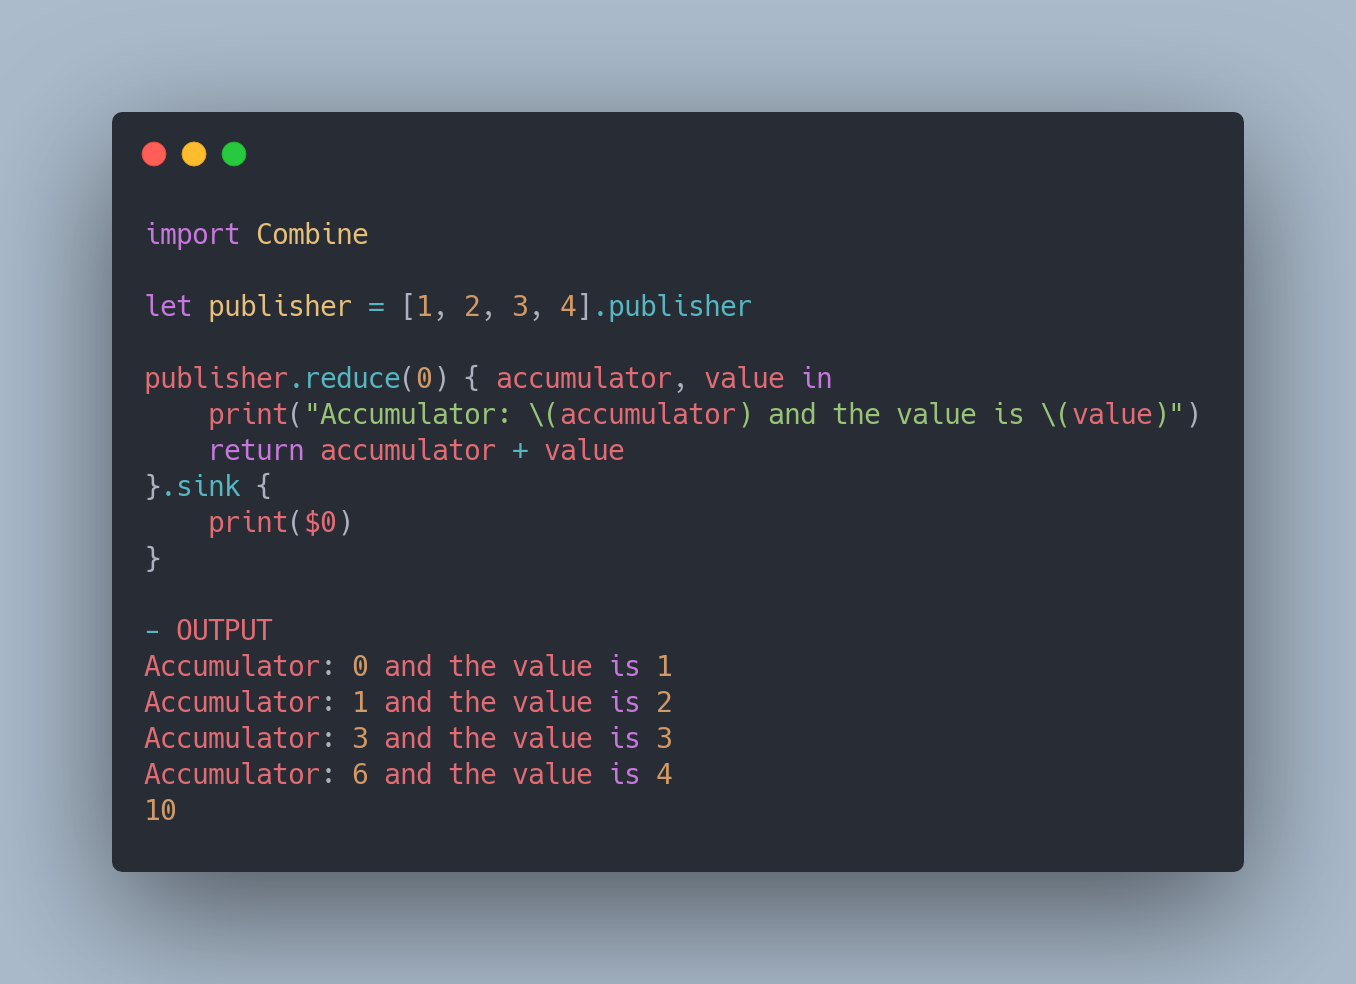 import Combine
let publisher = [1, 2, 3, 4].publisher
publisher.reduce(0) { accumulator, value in
    print("Accumulator: \(accumulator) and the value is \(value)")
    return accumulator + value
}.sink {
    print($0)
}
- OUTPUT
Accumulator: 0 and the value is 1
Accumulator: 1 and the value is 2
Accumulator: 3 and the value is 3
Accumulator: 6 and the value is 4
10